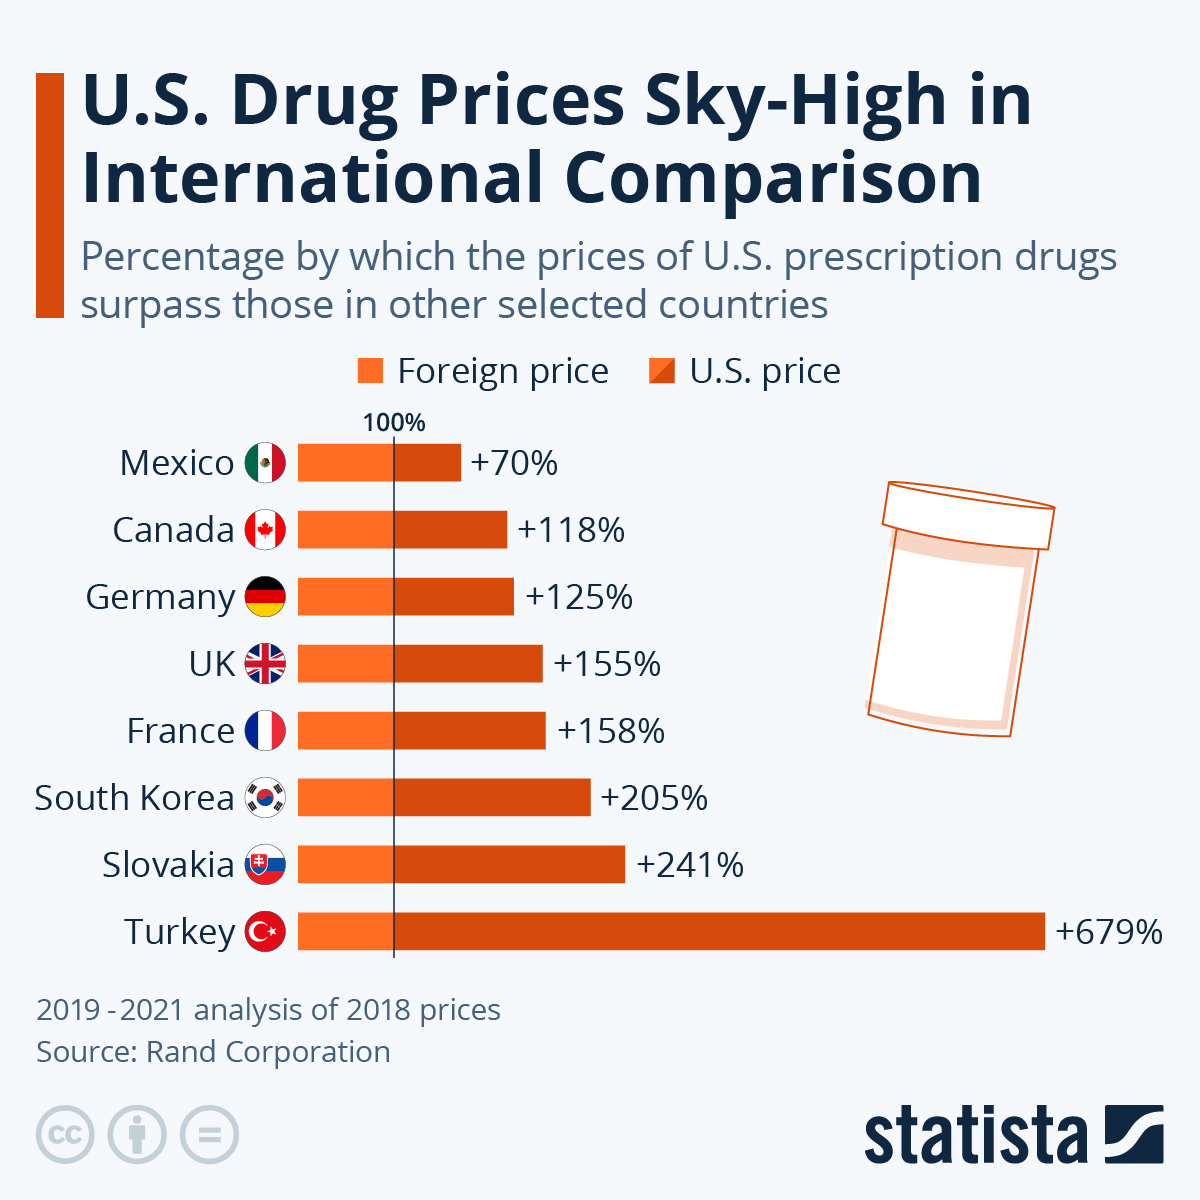 U.S. Drug Prices Sky-High in
International Comparison
Percentage by which the prices of U.S. prescription drugs
surpass those in other selected countries
Foreign price U.S. price
100%
Mexico +70%
Canada +118%
Germany +125%
UK +155%
France +158%
South Korea +205%
Slovakia +241%
Turkey +679%
2019 - 2021 analysis of 2018 prices
Source: Rand Corporation
cc
statista